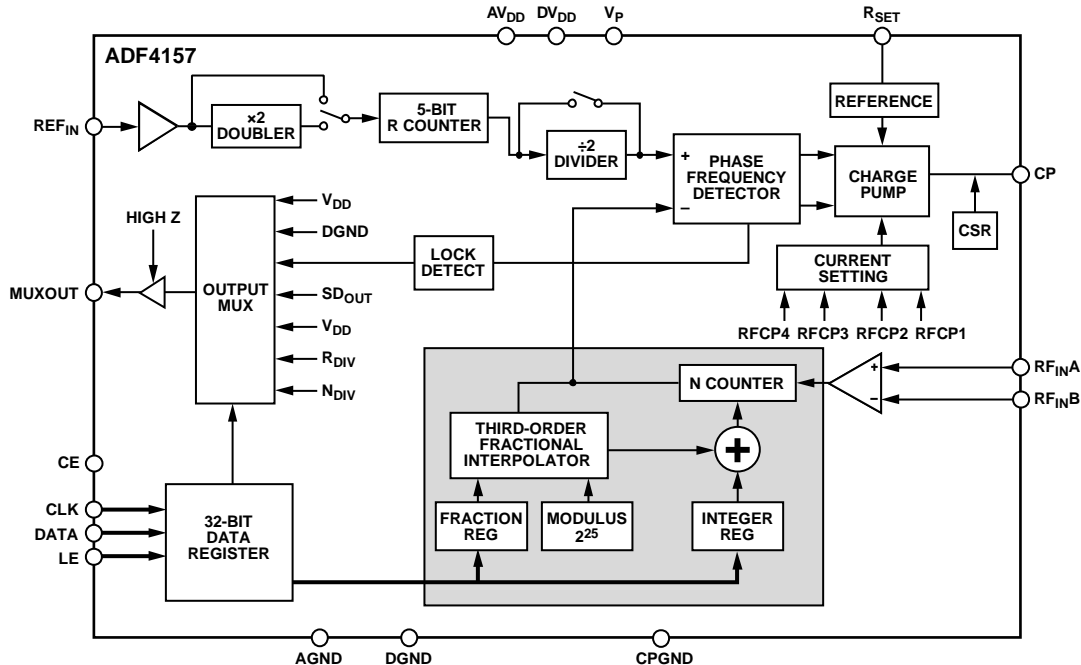 AVDD
DVDD
VP
RSET
ADF4157
REFIN
×2
DOUBLER
5-BIT
R COUNTER
÷2
DIVIDER
+
−
PHASE
FREQUENCY
DETECTOR
REFERENCE
CHARGE
PUMP
CP
CSR
HIGH Z
MUXOUT
OUTPUT
MUX
VDD
DGND
LOCK
DETECT
SDOUT
VDD
RDIV
NDIV
CURRENT
SETTING
RFCP4
RFCP3
RFCP2
RFCP1
N COUNTER
+
−
RFINA
RFINB
THIRD-ORDER
FRACTIONAL
INTERPOLATOR
+
CE
CLK
DATA
LE
32-BIT
DATA
REGISTER
FRACTION
REG
MODULUS
2²⁵
INTEGER
REG
AGND
DGND
CPGND